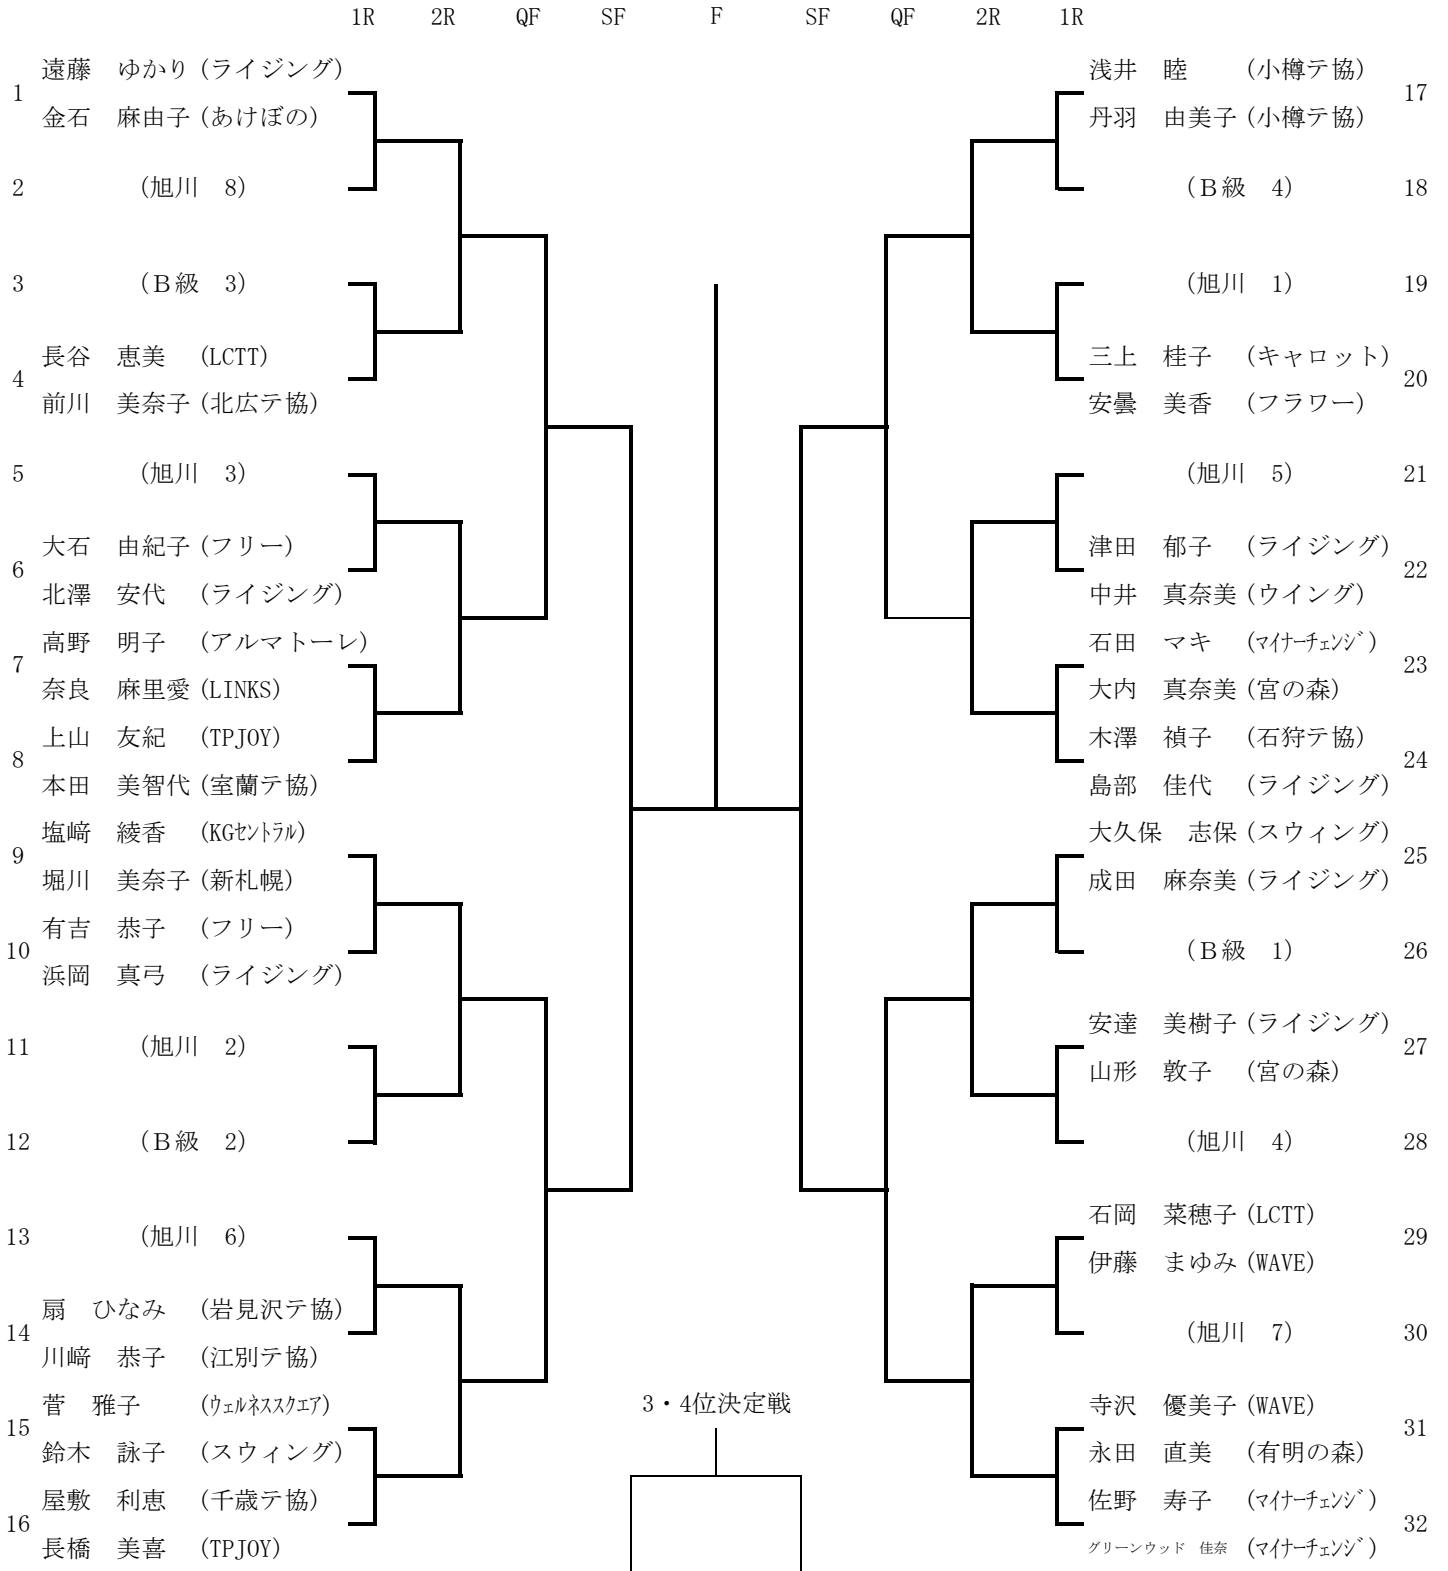 1R 2R QF SF F SF QF 2R 1R
1 遠藤　ゆかり (ライジング)
金石　麻由子 (あけぼの)
2 (旭川　8)
3 (Ｂ級　3)
4 長谷　恵美 (LCTT)
前川　美奈子 (北広テ協)
5 (旭川　3)
6 大石　由紀子 (フリー)
北澤　安代 (ライジング)
7 高野　明子 (アルマトーレ)
奈良　麻里愛 (LINKS)
8 上山　友紀 (TPJOY)
本田　美智代 (室蘭テ協)
9 塩﨑　綾香 (KGｾﾝﾄﾗﾙ)
堀川　美奈子 (新札幌)
10 有吉　恭子 (フリー)
浜岡　真弓 (ライジング)
11 (旭川　2)
12 (Ｂ級　2)
13 (旭川　6)
14 扇　ひなみ (岩見沢テ協)
川﨑　恭子 (江別テ協)
15 菅　雅子 (ｳｪﾙﾈｽｽｸｴｱ)
鈴木　詠子 (スウィング)
16 屋敷　利恵 (千歳テ協)
長橋　美喜 (TPJOY)
3・4位決定戦
浅井　睦 (小樽テ協) 17
丹羽　由美子 (小樽テ協)
(Ｂ級　4) 18
(旭川　1) 19
三上　桂子 (キャロット) 20
安曇　美香 (フラワー)
(旭川　5) 21
津田　郁子 (ライジング) 22
中井　真奈美 (ウイング)
石田　マキ (ﾏｲﾅｰﾁｪﾝｼﾞ) 23
大内　真奈美 (宮の森)
木澤　禎子 (石狩テ協) 24
島部　佳代 (ライジング)
大久保　志保 (スウィング) 25
成田　麻奈美 (ライジング)
(Ｂ級　1) 26
安達　美樹子 (ライジング) 27
山形　敦子 (宮の森)
(旭川　4) 28
石岡　菜穂子 (LCTT) 29
伊藤　まゆみ (WAVE)
(旭川　7) 30
寺沢　優美子 (WAVE) 31
永田　直美 (有明の森)
佐野　寿子 (ﾏｲﾅｰﾁｪﾝｼﾞ) 32
グリーンウッド　佳奈 (ﾏｲﾅｰﾁｪﾝｼﾞ)